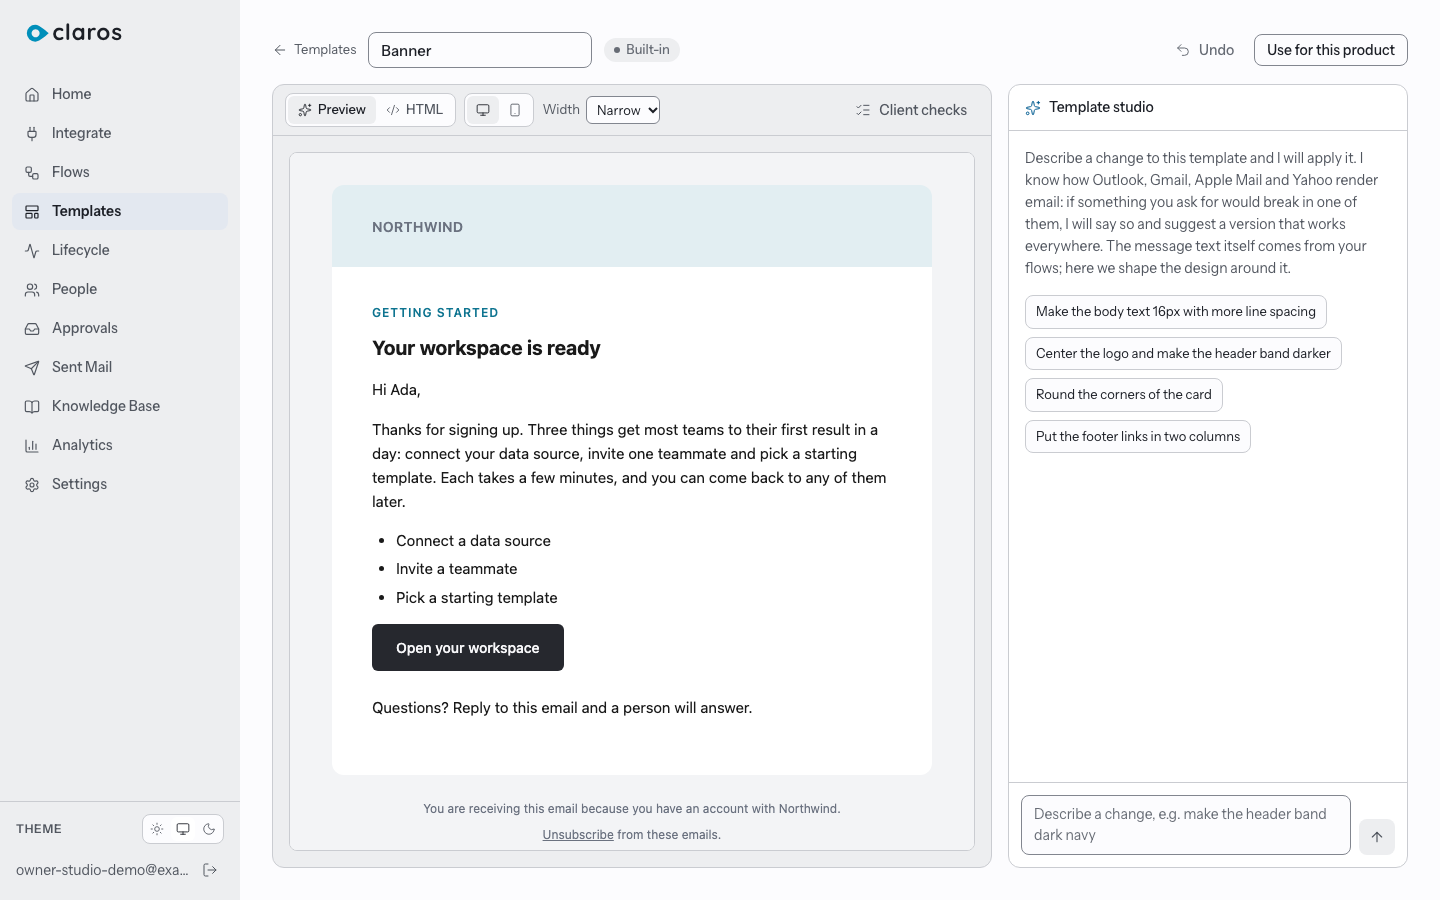 claros
Home
Integrate
Flows
Templates
Lifecycle
People
Approvals
Sent Mail
Knowledge Base
Analytics
Settings
THEME
owner-studio-demo@exa...
Templates
Banner
Built-in
Undo
Use for this product
Preview
HTML
Width
Narrow
Client checks
NORTHWIND
GETTING STARTED
Your workspace is ready
Hi Ada,
Thanks for signing up. Three things get most teams to their first result in a
day: connect your data source, invite one teammate and pick a starting
template. Each takes a few minutes, and you can come back to any of them
later.
• Connect a data source
• Invite a teammate
• Pick a starting template
Open your workspace
Questions? Reply to this email and a person will answer.
You are receiving this email because you have an account with Northwind.
Unsubscribe from these emails.
Template studio
Describe a change to this template and I will apply it. I
know how Outlook, Gmail, Apple Mail and Yahoo render
email: if something you ask for would break in one of
them, I will say so and suggest a version that works
everywhere. The message text itself comes from your
flows; here we shape the design around it.
Make the body text 16px with more line spacing
Center the logo and make the header band darker
Round the corners of the card
Put the footer links in two columns
Describe a change, e.g. make the header band
dark navy